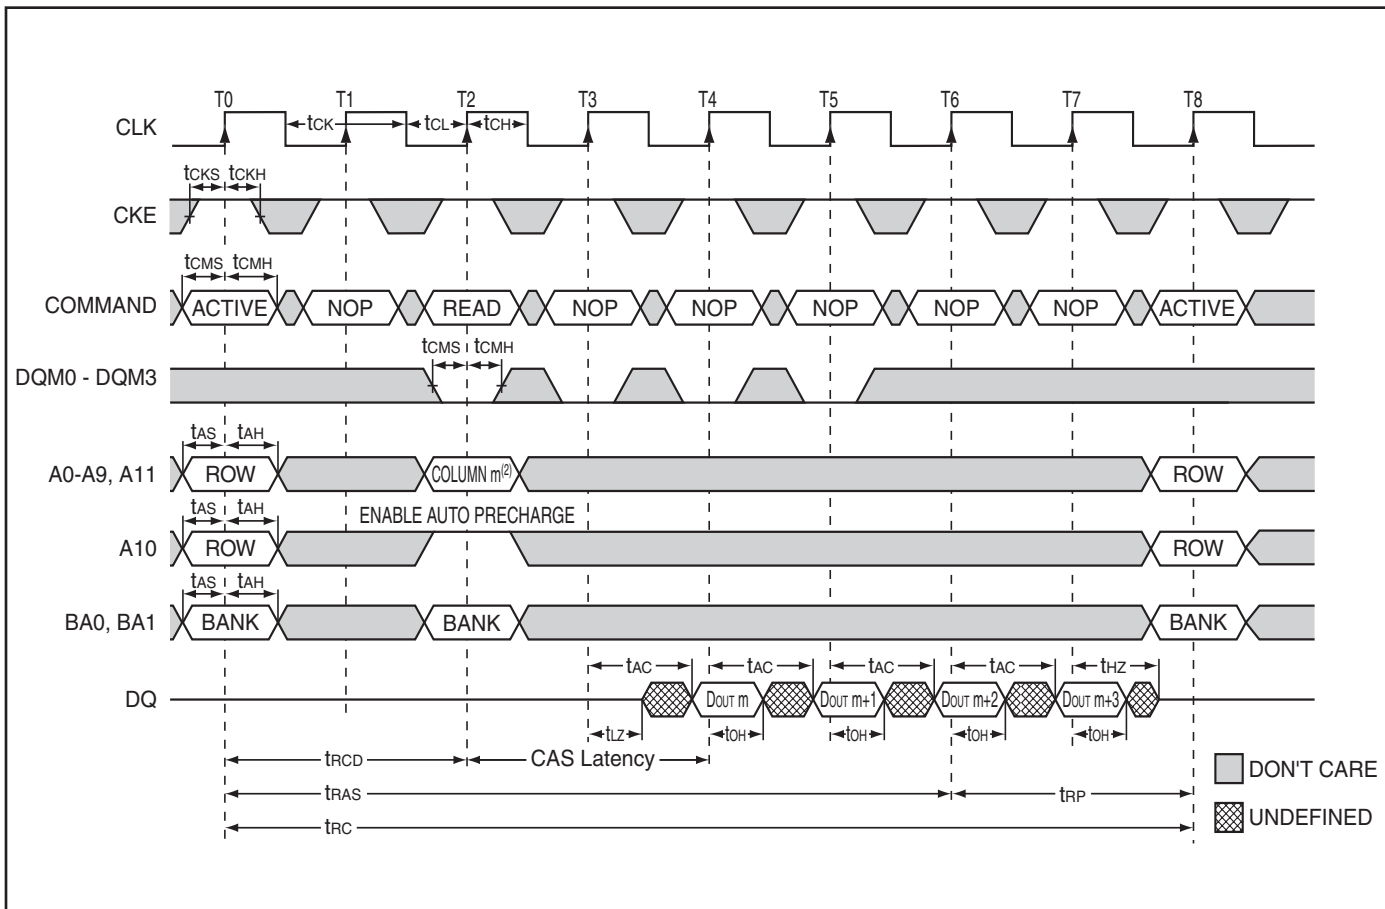 T0 T1 T2 T3 T4 T5 T6 T7 T8
CLK tCK tCL tCH
tCKS tCKH
CKE
tCMS tCMH
COMMAND ACTIVE NOP READ NOP NOP NOP NOP NOP ACTIVE
tCMS tCMH
DQM0 - DQM3
tAS tAH
A0-A9, A11 ROW COLUMN m(2) ROW
tAS tAH ENABLE AUTO PRECHARGE
A10 ROW ROW
tAS tAH
BA0, BA1 BANK BANK BANK
tAC tAC tAC tAC tHZ
DQ DOUT m DOUT m+1 DOUT m+2 DOUT m+3
tLZ tOH tOH tOH tOH
tRCD CAS Latency
DON'T CARE
tRAS tRP
UNDEFINED
tRC